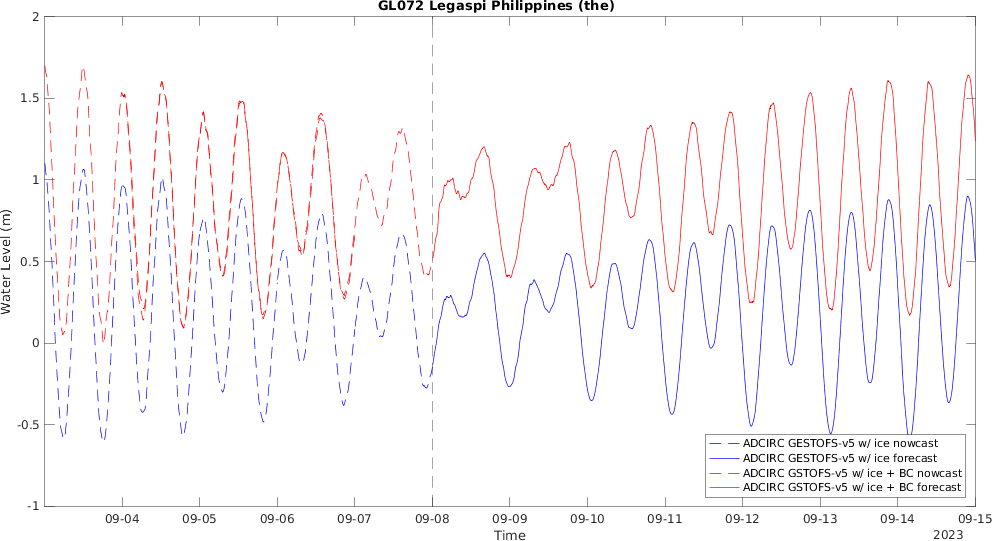 GL072 Legaspi Philippines (the)
2
1.5
1
0.5
0
-0.5
-1
Water Level (m)
09-04 09-05 09-06 09-07 09-08 09-09 09-10 09-11 09-12 09-13 09-14 09-15
Time
2023
ADCIRC GESTOFS-v5 w/ ice nowcast
ADCIRC GESTOFS-v5 w/ ice forecast
ADCIRC GSTOFS-v5 w/ ice + BC nowcast
ADCIRC GSTOFS-v5 w/ ice + BC forecast